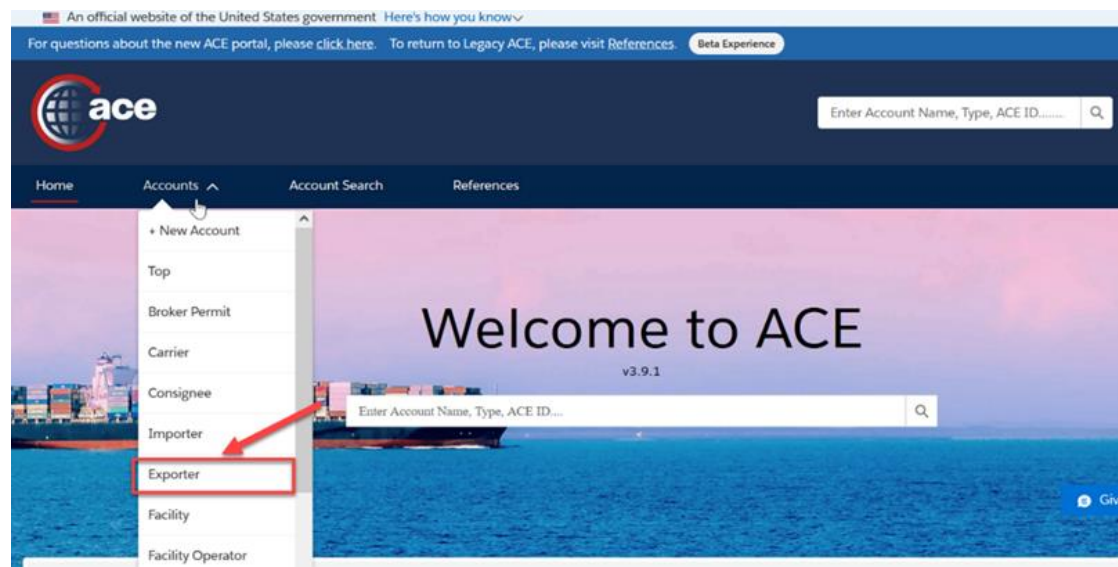 An official website of the United States government Here's how you know
For questions about the new ACE portal, please click here. To return to Legacy ACE, please visit References. Beta Experience
ace
Enter Account Name, Type, ACE ID........
Home Accounts Account Search References
+ New Account
Top
Broker Permit
Welcome to ACE
Carrier
v3.9.1
Consignee
Enter Account Name, Type, ACE ID....
Importer
Exporter
Facility
Facility Operator